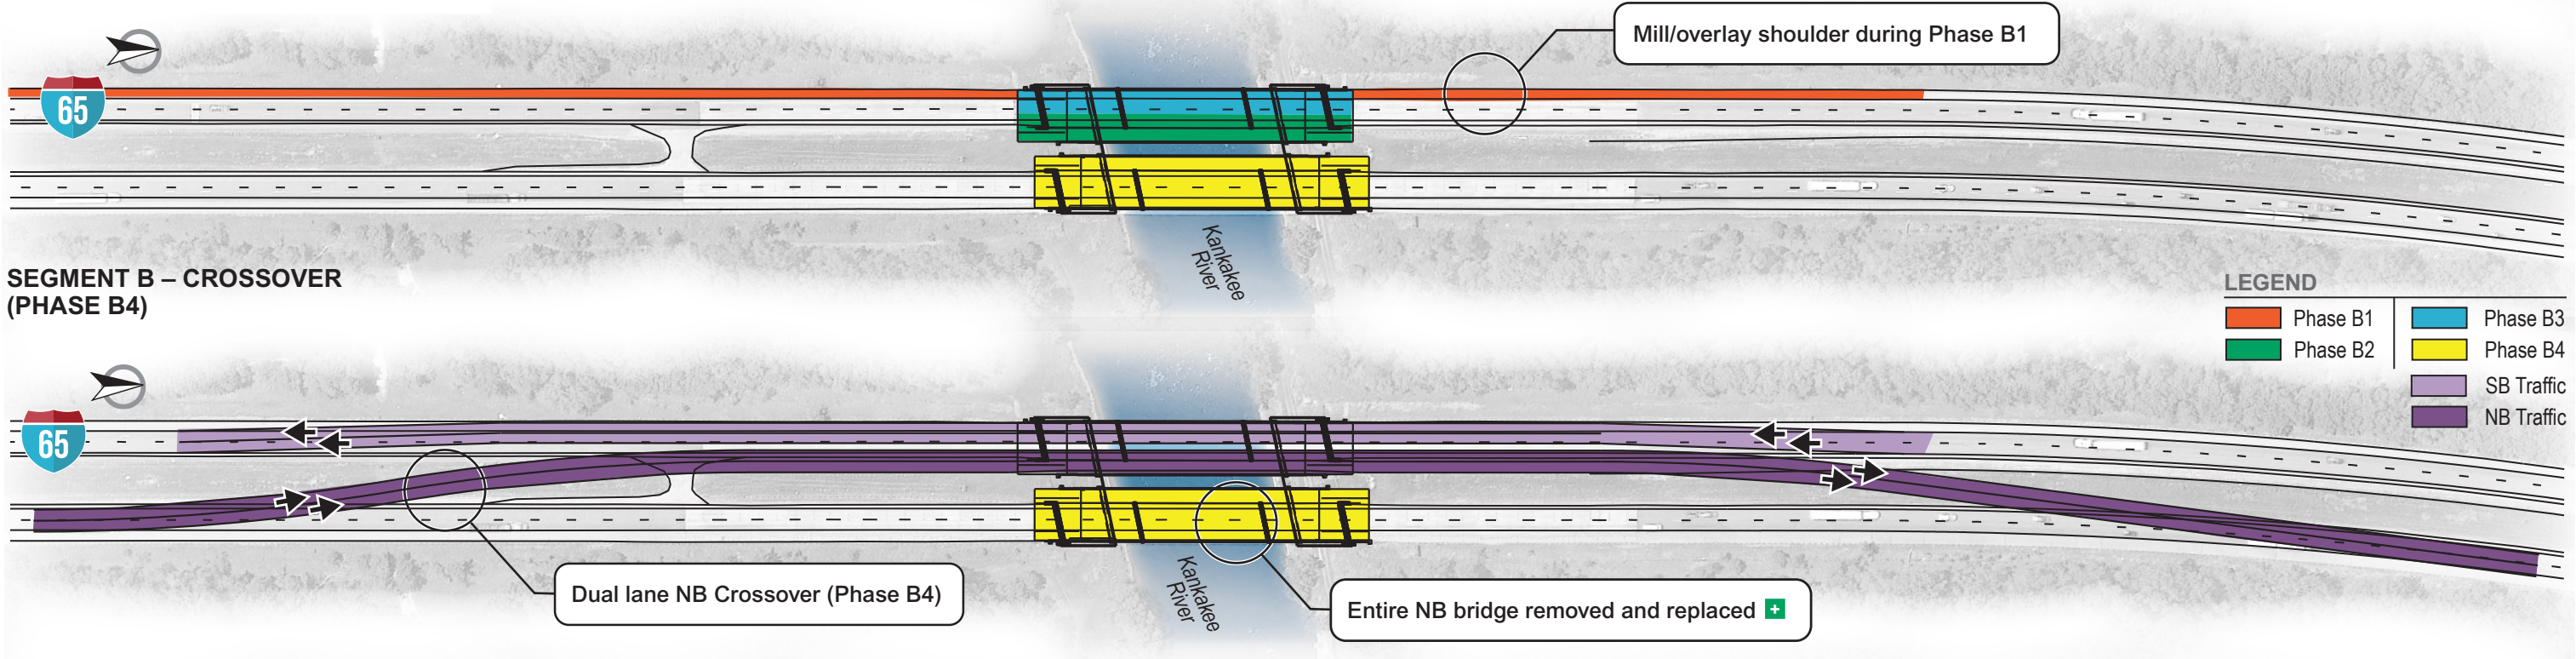 Mill/overlay shoulder during Phase B1
65
Kankakee
River
SEGMENT B – CROSSOVER
(PHASE B4)
LEGEND
Phase B1
Phase B3
Phase B2
Phase B4
SB Traffic
NB Traffic
65
Kankakee
River
Dual lane NB Crossover (Phase B4)
Entire NB bridge removed and replaced +